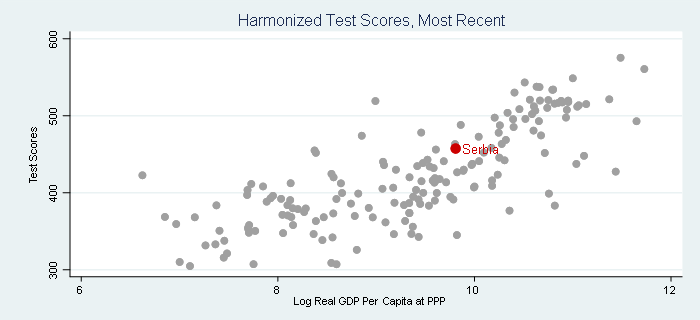 Harmonized Test Scores, Most Recent
600
500
400
300
Test Scores
Serbia
6
8
10
12
Log Real GDP Per Capita at PPP